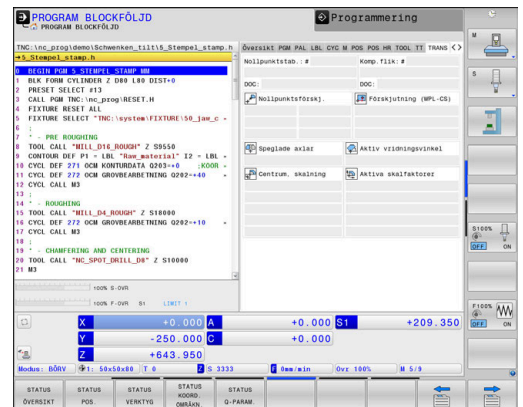 PROGRAM BLOCKFÖLJD
PROGRAM BLOCKFÖLJD
Programmering
TNC:\nc_prog\demo\Schwenken_tilt\5_Stempel_stamp.h
→5_Stempel_stamp.h
0 BEGIN PGM 5_STEMPEL_STAMP MM
1 BLK FORM CYLINDER Z D80 L80 DIST+0
2 PRESET SELECT #13
3 CALL PGM TNC:\nc_prog\RESET.H
4 FIXTURE RESET ALL
5 FIXTURE SELECT "TNC:\system\FIXTURE\50_jaw_c
6 ;
7 * - PRE ROUGHING
8 TOOL CALL "MILL_D16_ROUGH" Z S9550
9 CONTOUR DEF P1 = LBL "Raw_material" I2 = LBL
10 CYC DEF 271 OCM KONTURDATA Q203=+0 ;KOOR
11 CYC DEF 272 OCM GROVBEARBETNING Q202=+40
12 CYCL CALL M3
13 ;
14 * - ROUGHING
15 TOOL CALL "MILL_D4_ROUGH" Z S18000
16 CYC DEF 272 OCM GROVBEARBETNING Q202=+10
17 CYCL CALL M3
18 ;
19 * - CHAMFERING AND CENTERING
20 TOOL CALL "NC_SPOT_DRILL_D8" Z S10000
21 M3
Översikt PGM PAL LBL CYC M POS POS HR TOOL TT TRANS
Nollpunktstab.: # Komp.flik: #
DOC: DOC:
Nollpunktsförskj. Förskjutning (WPL-CS)
Speglade axlar Aktiv vridningsvinkel
Centrum, skalning Aktiva skalfaktorer
100% S-OVR
100% F-OVR S1 LIMIT 1
X +0.000 A +0.000 S1 +209.350
Y -250.000 C +0.000
Z +643.950
Modus: BÖRV 1: 50x50x80 T 0 Z S 3333 F 0mm/min Ovr 100% M 5/9
STATUS ÖVERSIKT
STATUS POS.
STATUS VERKTYG
STATUS KOORD. OMRÄKN.
STATUS Q-PARAM.
M
S
S100%
OFF ON
F100%
OFF ON